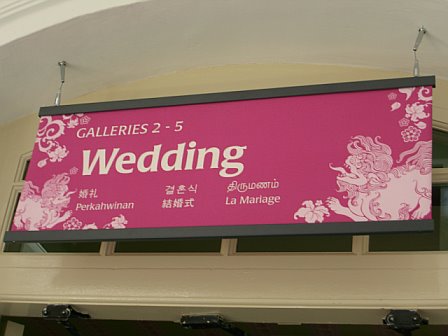 GALLERIES 2 - 5
Wedding
婚礼 결혼식 திருமணம்
Perkahwinan 結婚式 La Mariage